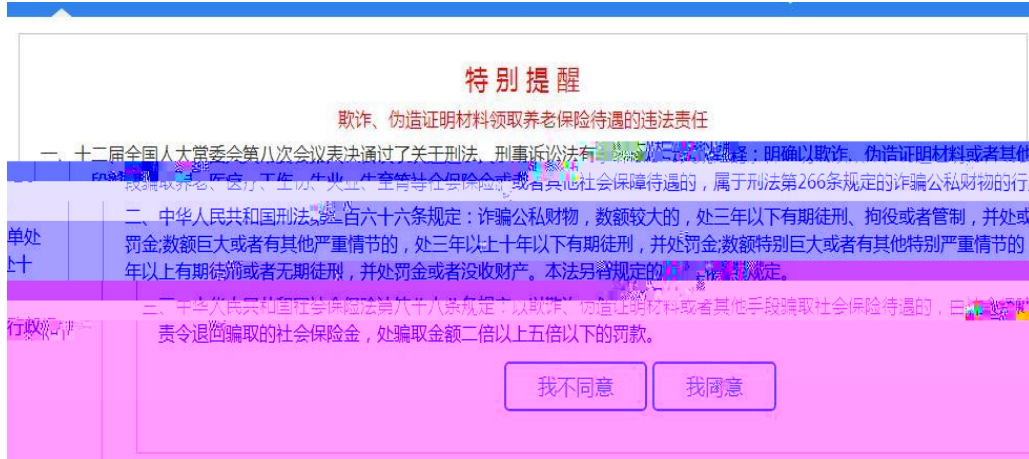 特别提醒
欺诈、伪造证明材料领取养老保险待遇的违法责任
一、十二届全国人大常委会第八次会议表决通过了关于刑法、刑事诉讼法有 释：明确以欺诈、伪造证明材料或者其他
段骗取养老、医疗、工伤、失业、生育等社会保险金或者其他社会保障待遇的，属于刑法第266条规定的诈骗公私财物的行
二、中华人民共和国刑法第二百六十六条规定：诈骗公私财物，数额较大的，处三年以下有期徒刑、拘役或者管制，并处或
单处
罚金;数额巨大或者有其他严重情节的，处三年以上十年以下有期徒刑，并处罚金;数额特别巨大或者有其他特别严重情节的
处十
年以上有期徒刑或者无期徒刑，并处罚金或者没收财产。本法另有规定的 规定。
三、中华人民共和国社会保险法第八十八条规定：以欺诈、伪造证明材料或者其他手段骗取社会保险待遇的，由
行政
责令退回骗取的社会保险金，处骗取金额二倍以上五倍以下的罚款。
我不同意 我同意